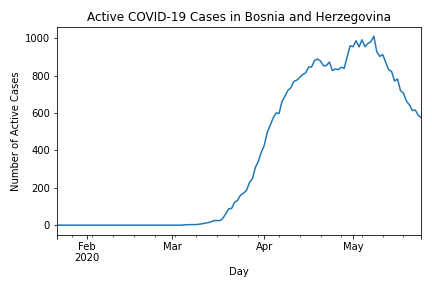 Active COVID-19 Cases in Bosnia and Herzegovina
Number of Active Cases
1000
800
600
400
200
0
Feb
2020
Mar
Apr
May
Day